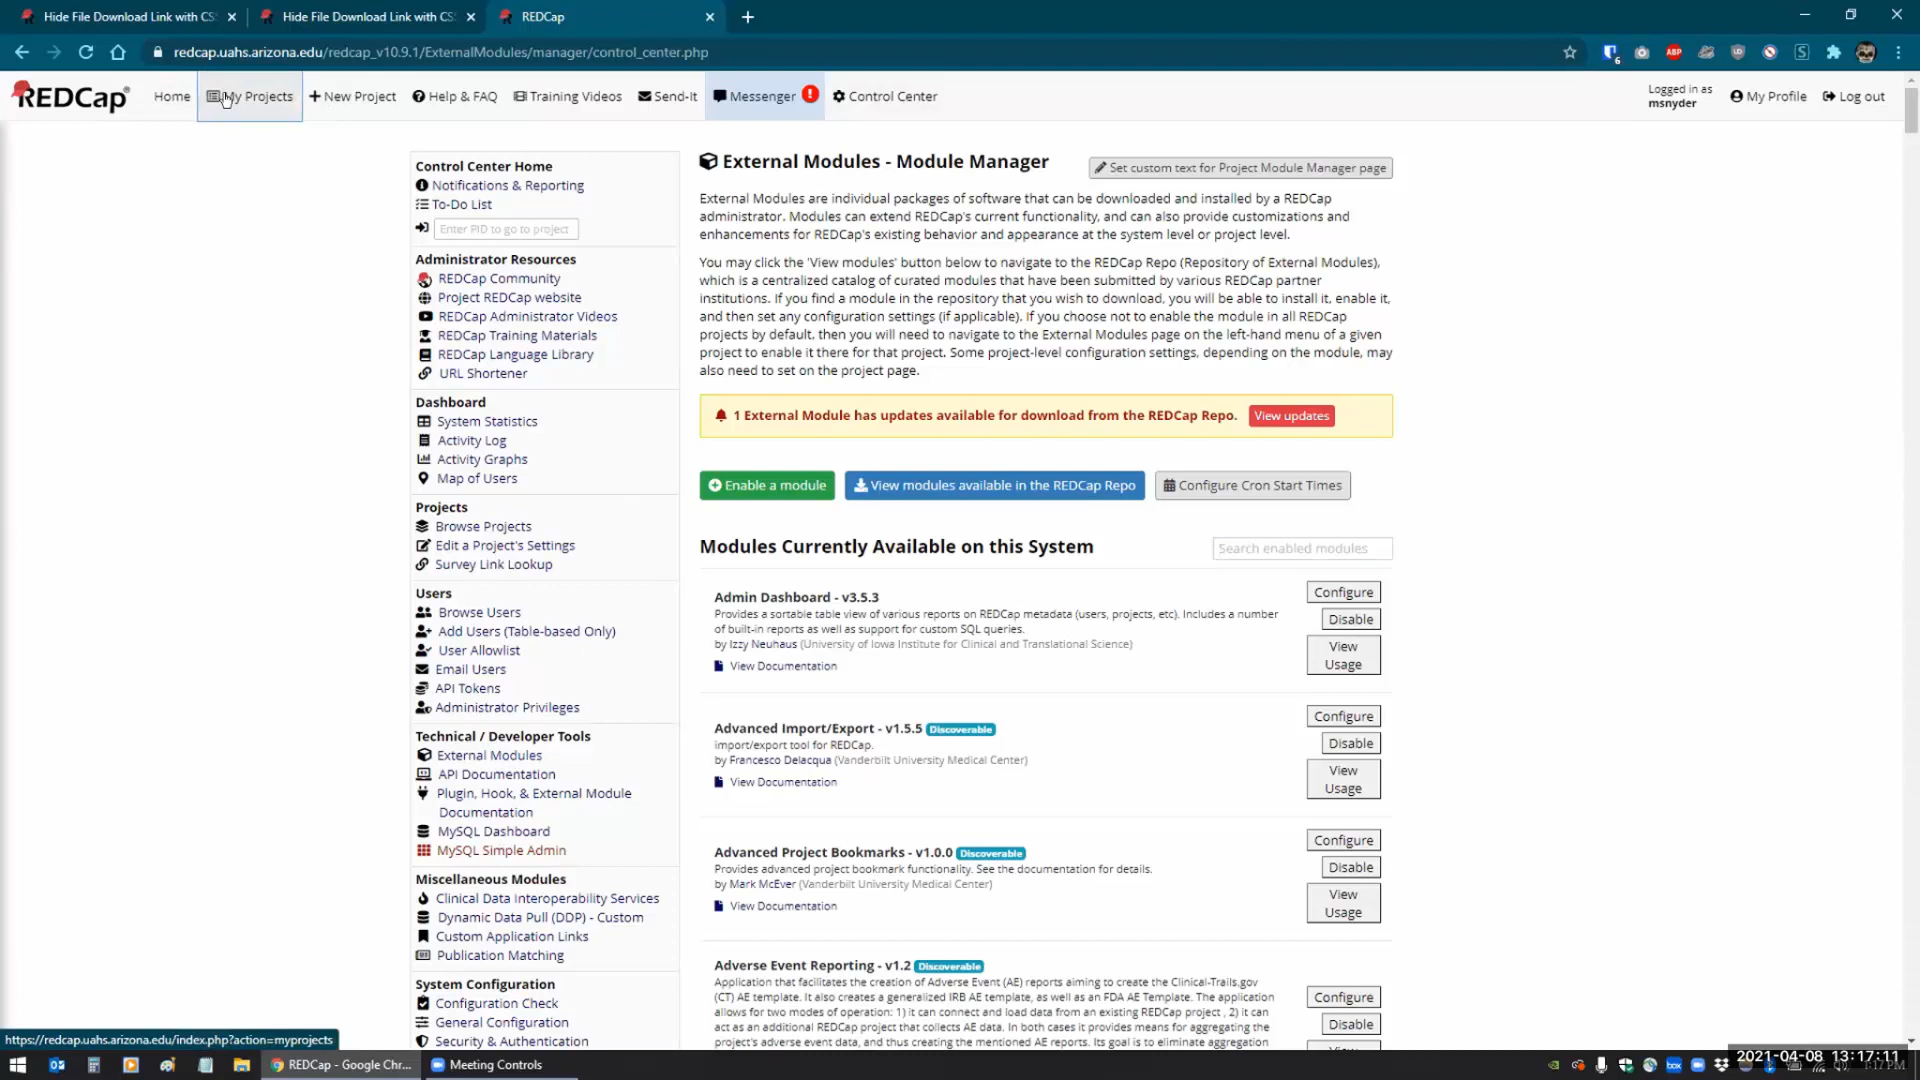 Hide File Download Link with CS
Hide File Download Link with CS
REDCap
redcap.uahs.arizona.edu/redcap_v10.9.1/ExternalModules/manager/control_center.php
REDCap
Home
My Projects
New Project
Help & FAQ
Training Videos
Send-It
Messenger
Control Center
Logged in as
msnyder
My Profile
Log out
Control Center Home
Notifications & Reporting
To-Do List
Enter PID to go to project
Administrator Resources
REDCap Community
Project REDCap website
REDCap Administrator Videos
REDCap Training Materials
REDCap Language Library
URL Shortener
Dashboard
System Statistics
Activity Log
Activity Graphs
Map of Users
Projects
Browse Projects
Edit a Project's Settings
Survey Link Lookup
Users
Browse Users
Add Users (Table-based Only)
User Allowlist
Email Users
API Tokens
Administrator Privileges
Technical / Developer Tools
External Modules
API Documentation
Plugin, Hook, & External Module
Documentation
MySQL Dashboard
MySQL Simple Admin
Miscellaneous Modules
Clinical Data Interoperability Services
Dynamic Data Pull (DDP) - Custom
Custom Application Links
Publication Matching
System Configuration
Configuration Check
General Configuration
Security & Authentication
External Modules - Module Manager
Set custom text for Project Module Manager page
External Modules are individual packages of software that can be downloaded and installed by a REDCap
administrator. Modules can extend REDCap's current functionality, and can also provide customizations and
enhancements for REDCap's existing behavior and appearance at the system level or project level.
You may click the 'View modules' button below to navigate to the REDCap Repo (Repository of External Modules),
which is a centralized catalog of curated modules that have been submitted by various REDCap partner
institutions. If you find a module in the repository that you wish to download, you will be able to install it, enable it,
and then set any configuration settings (if applicable). If you choose not to enable the module in all REDCap
projects by default, then you will need to navigate to the External Modules page on the left-hand menu of a given
project to enable it there for that project. Some project-level configuration settings, depending on the module, may
also need to set on the project page.
1 External Module has updates available for download from the REDCap Repo.
View updates
Enable a module
View modules available in the REDCap Repo
Configure Cron Start Times
Modules Currently Available on this System
Search enabled modules
Admin Dashboard - v3.5.3
Provides a sortable table view of various reports on REDCap metadata (users, projects, etc). Includes a number
of built-in reports as well as support for custom SQL queries.
by Izzy Neuhaus (University of Iowa Institute for Clinical and Translational Science)
View Documentation
Configure
Disable
View
Usage
Advanced Import/Export - v1.5.5 Discoverable
import/export tool for REDCap.
by Francesco Delacqua (Vanderbilt University Medical Center)
View Documentation
Configure
Disable
View
Usage
Advanced Project Bookmarks - v1.0.0 Discoverable
Provides advanced project bookmark functionality. See the documentation for details.
by Mark McEver (Vanderbilt University Medical Center)
View Documentation
Configure
Disable
View
Usage
Adverse Event Reporting - v1.2 Discoverable
Application that facilitates the creation of Adverse Event (AE) reports aiming to create the Clinical-Trails.gov
(CT) AE template. It also creates a generalized IRB AE template, as well as an FDA AE Template. The application
allows for two modes of operation: 1) it can connect and load data from an existing REDCap project , 2) it can
act as an additional REDCap project that collects AE data. In both cases it provides means for aggregating the
project's adverse event data, and thus creating the mentioned AE reports. Its goal is to eliminate aggregation
Configure
Disable
https://redcap.uahs.arizona.edu/index.php?action=myprojects
REDCap - Google Chr...
Meeting Controls
2021-04-08 13:17:11